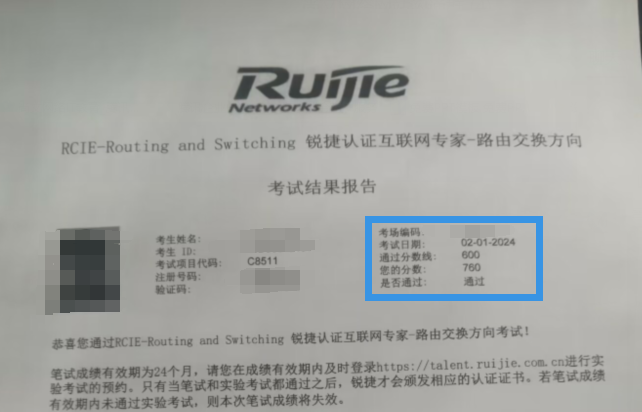 Ruijie
Networks
RCIE-Routing and Switching 锐捷认证互联网专家-路由交换方向
考试结果报告
考生姓名:
考生 ID:
考试项目代码: C8511
注册号码:
验证码:
考场编码:
考试日期: 02-01-2024
通过分数线: 600
您的分数: 760
是否通过: 通过
恭喜您通过RCIE-Routing and Switching 锐捷认证互联网专家-路由交换方向考试!
笔试成绩有效期为24个月，请您在成绩有效期内及时登录https://talent.ruijie.com.cn进行实
验考试的预约。只有当笔试和实验考试都通过之后，锐捷才会颁发相应的认证证书。若笔试成绩
有效期内未通过实验考试，则本次笔试成绩将失效。